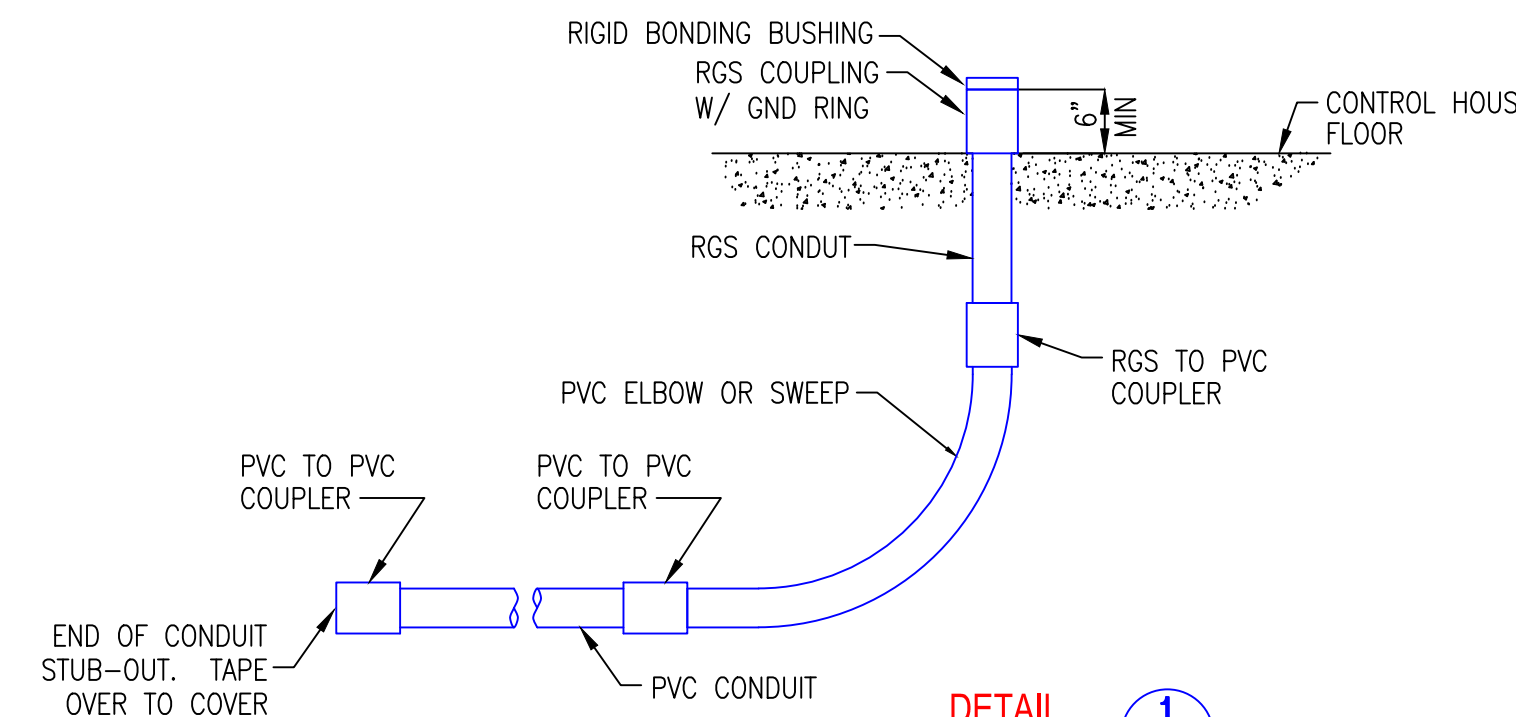 RIGID BONDING BUSHING
RGS COUPLING
W/ GND RING
6"
MIN
CONTROL HOUS
FLOOR
RGS CONDUT
RGS TO PVC
COUPLER
PVC ELBOW OR SWEEP
PVC TO PVC
COUPLER
PVC TO PVC
COUPLER
END OF CONDUIT
STUB-OUT. TAPE
OVER TO COVER
PVC CONDUIT
DETAIL
1